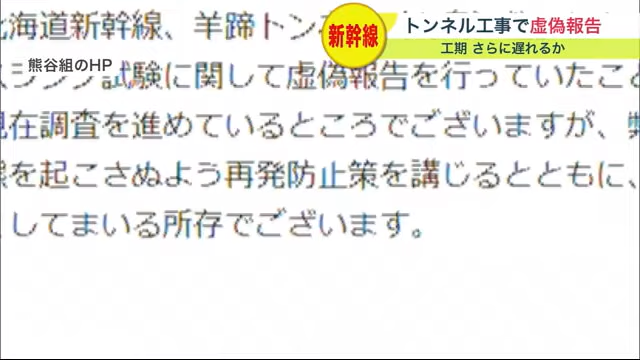 新幹線
トンネル工事で虚偽報告
工期 さらに遅れるか
熊谷組のHP
海道新幹線、羊蹄トンネ
試験に関して虚偽報告を行っていたこ
在調査を進めているところでございますが、
を起こさぬよう再発防止策を講じるとともに、
してまいる所存でございます。